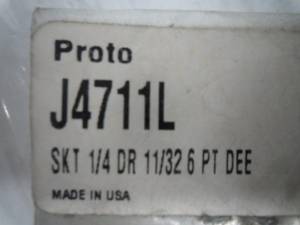 Proto
J4711L
SKT 1/4 DR 11/32 6 PT DEE
MADE IN USA